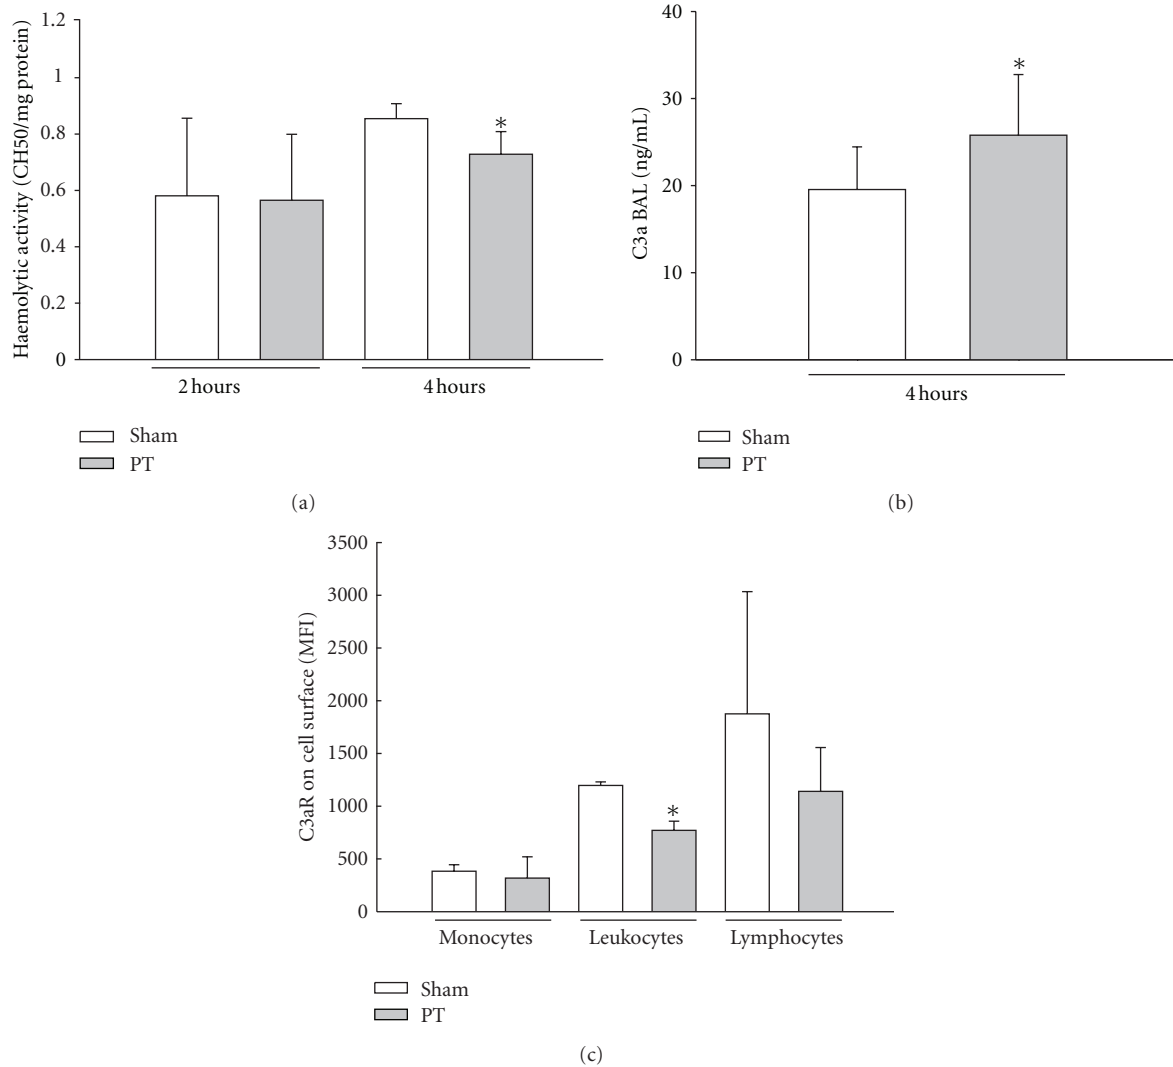 Haemolytic activity (CH50/mg protein)
1.2
1
0.8
0.6
0.4
0.2
0
*
2 hours
4 hours
Sham
PT
(a)
C3a BAL (ng/mL)
40
30
20
10
0
*
4 hours
Sham
PT
(b)
C3aR on cell surface (MFI)
3500
3000
2500
2000
1500
1000
500
0
*
Monocytes
Leukocytes
Lymphocytes
Sham
PT
(c)